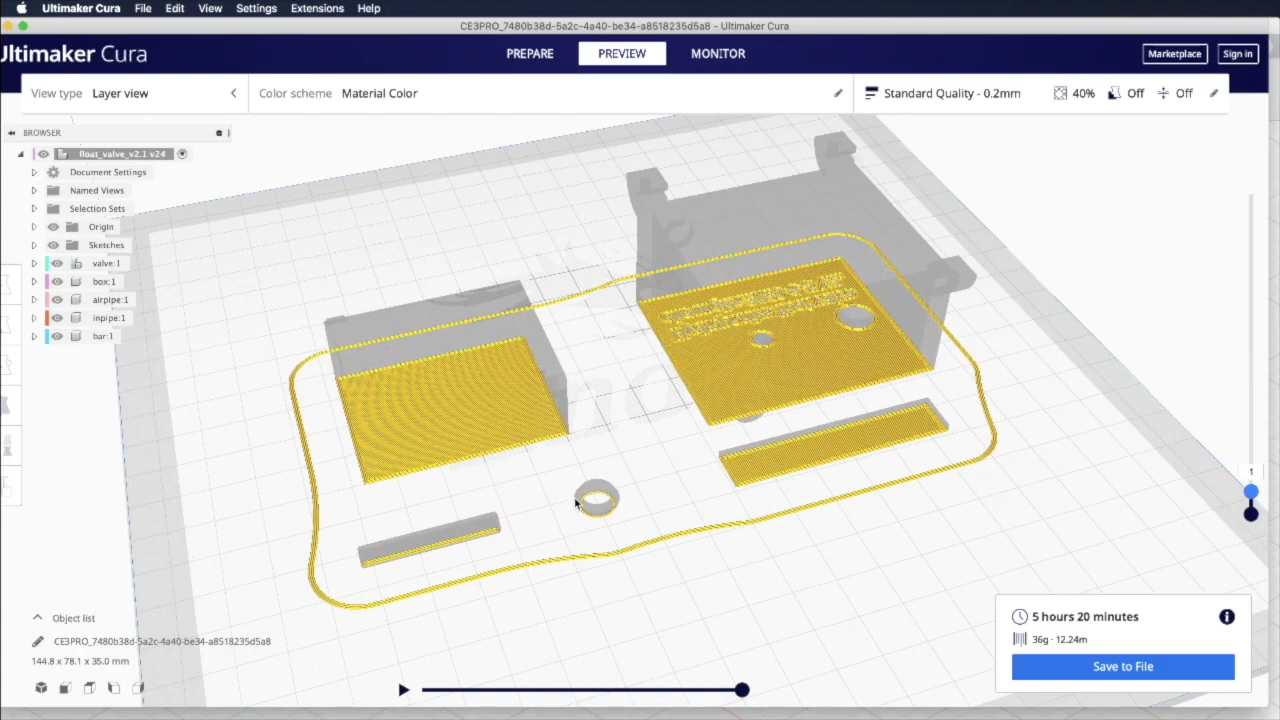 Ultimaker Cura File Edit View Settings Extensions Help
CE3PRO_7480b38d-5a2c-4a40-be34-a8518235d5a8 - Ultimaker Cura
Ultimaker Cura PREPARE PREVIEW MONITOR Marketplace Sign in
View type Layer view Color scheme Material Color Standard Quality - 0.2mm 40% Off Off
BROWSER
float_valve_v2.1 v24
Document Settings
Named Views
Selection Sets
Origin
Sketches
valve:1
box:1
airpipe:1
inpipe:1
bar:1
1
Object list
CE3PRO_7480b38d-5a2c-4a40-be34-a8518235d5a8
144.8 x 78.1 x 35.0 mm
5 hours 20 minutes
36g · 12.24m
Save to File